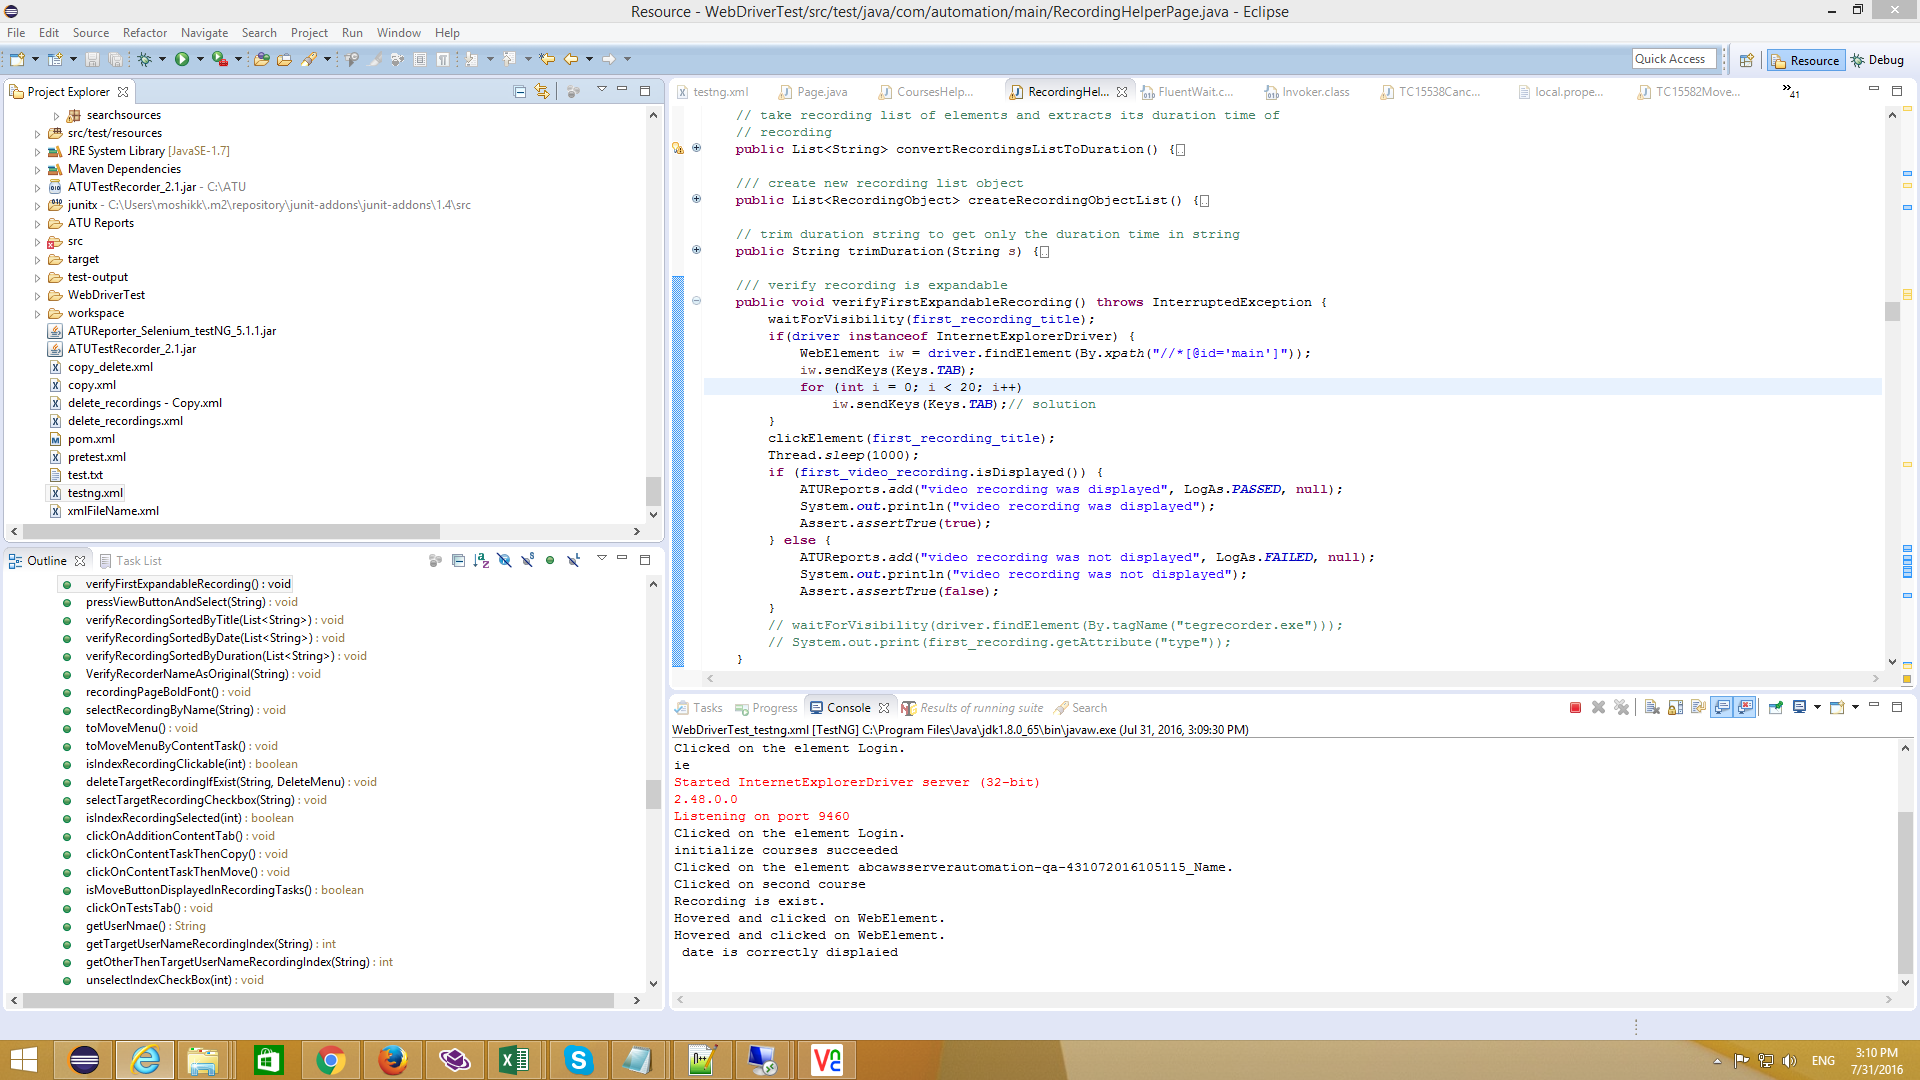 Resource - WebDriverTest/src/test/java/com/automation/main/RecordingHelperPage.java - Eclipse
File Edit Source Refactor Navigate Search Project Run Window Help
Quick Access
Resource
Debug
Project Explorer
searchsources
src/test/resources
JRE System Library [JavaSE-1.7]
Maven Dependencies
ATUTestRecorder_2.1.jar - C:\ATU
junitx - C:\Users\moshikk\.m2\repository\junit-addons\junit-addons\1.4\src
ATU Reports
src
target
test-output
WebDriverTest
workspace
ATUReporter_Selenium_testNG_5.1.1.jar
ATUTestRecorder_2.1.jar
copy_delete.xml
copy.xml
delete_recordings - Copy.xml
delete_recordings.xml
pom.xml
pretest.xml
test.txt
testng.xml
xmlFileName.xml
Outline
Task List
verifyFirstExpandableRecording() : void
pressViewButtonAndSelect(String) : void
verifyRecordingSortedByTitle(List<String>) : void
verifyRecordingSortedByDate(List<String>) : void
verifyRecordingSortedByDuration(List<String>) : void
VerifyRecorderNameAsOriginal(String) : void
recordingPageBoldFont() : void
selectRecordingByName(String) : void
toMoveMenu() : void
toMoveMenuByContentTask() : void
isIndexRecordingClickable(int) : boolean
deleteTargetRecordingIfExist(String, DeleteMenu) : void
selectTargetRecordingCheckbox(String) : void
isIndexRecordingSelected(int) : boolean
clickOnAdditionContentTab() : void
clickOnContentTaskThenCopy() : void
clickOnContentTaskThenMove() : void
isMoveButtonDisplayedInRecordingTasks() : boolean
clickOnTestsTab() : void
getUserNmae() : String
getTargetUserNameRecordingIndex(String) : int
getOtherThenTargetUserNameRecordingIndex(String) : int
unselectIndexCheckBox(int) : void
testng.xml Page.java CoursesHelp... RecordingHel... FluentWait.c... Invoker.class TC15538Canc... local.prope... TC15582Move... 41
// take recording list of elements and extracts its duration time of
// recording
public List<String> convertRecordingsListToDuration() {
/// create new recording list object
public List<RecordingObject> createRecordingObjectList() {
// trim duration string to get only the duration time in string
public String trimDuration(String s) {
/// verify recording is expandable
public void verifyFirstExpandableRecording() throws InterruptedException {
waitForVisibility(first_recording_title);
if(driver instanceof InternetExplorerDriver) {
WebElement iw = driver.findElement(By.xpath("//*[@id='main']"));
iw.sendKeys(Keys.TAB);
for (int i = 0; i < 20; i++)
iw.sendKeys(Keys.TAB);// solution
}
clickElement(first_recording_title);
Thread.sleep(1000);
if (first_video_recording.isDisplayed()) {
ATUReports.add("video recording was displayed", LogAs.PASSED, null);
System.out.println("video recording was displayed");
Assert.assertTrue(true);
} else {
ATUReports.add("video recording was not displayed", LogAs.FAILED, null);
System.out.println("video recording was not displayed");
Assert.assertTrue(false);
}
// waitForVisibility(driver.findElement(By.tagName("tegrecorder.exe")));
// System.out.print(first_recording.getAttribute("type"));
}
Tasks Progress Console Results of running suite Search
WebDriverTest_testng.xml [TestNG] C:\Program Files\Java\jdk1.8.0_65\bin\javaw.exe (Jul 31, 2016, 3:09:30 PM)
Clicked on the element Login.
ie
Started InternetExplorerDriver server (32-bit)
2.48.0.0
Listening on port 9460
Clicked on the element Login.
initialize courses succeeded
Clicked on the element abcawsserverautomation-qa-431072016105115_Name.
Clicked on second course
Recording is exist.
Hovered and clicked on WebElement.
Hovered and clicked on WebElement.
date is correctly displaied
ENG
3:10 PM
7/31/2016